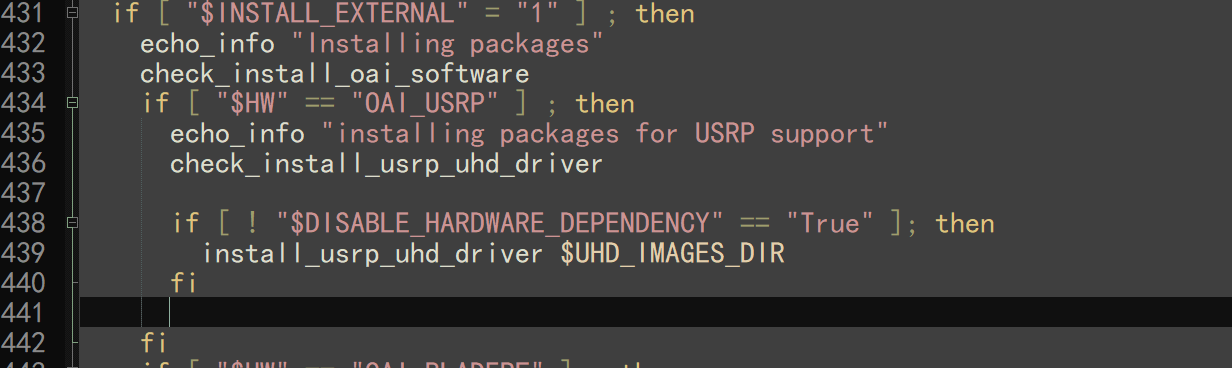 431 if [ "$INSTALL_EXTERNAL" = "1" ] ; then
432 echo_info "Installing packages"
433 check_install_oai_software
434 if [ "$HW" == "OAI_USRP" ] ; then
435 echo_info "installing packages for USRP support"
436 check_install_usrp_uhd_driver
437
438 if [ ! "$DISABLE_HARDWARE_DEPENDENCY" == "True" ]; then
439 install_usrp_uhd_driver $UHD_IMAGES_DIR
440 fi
441
442 fi